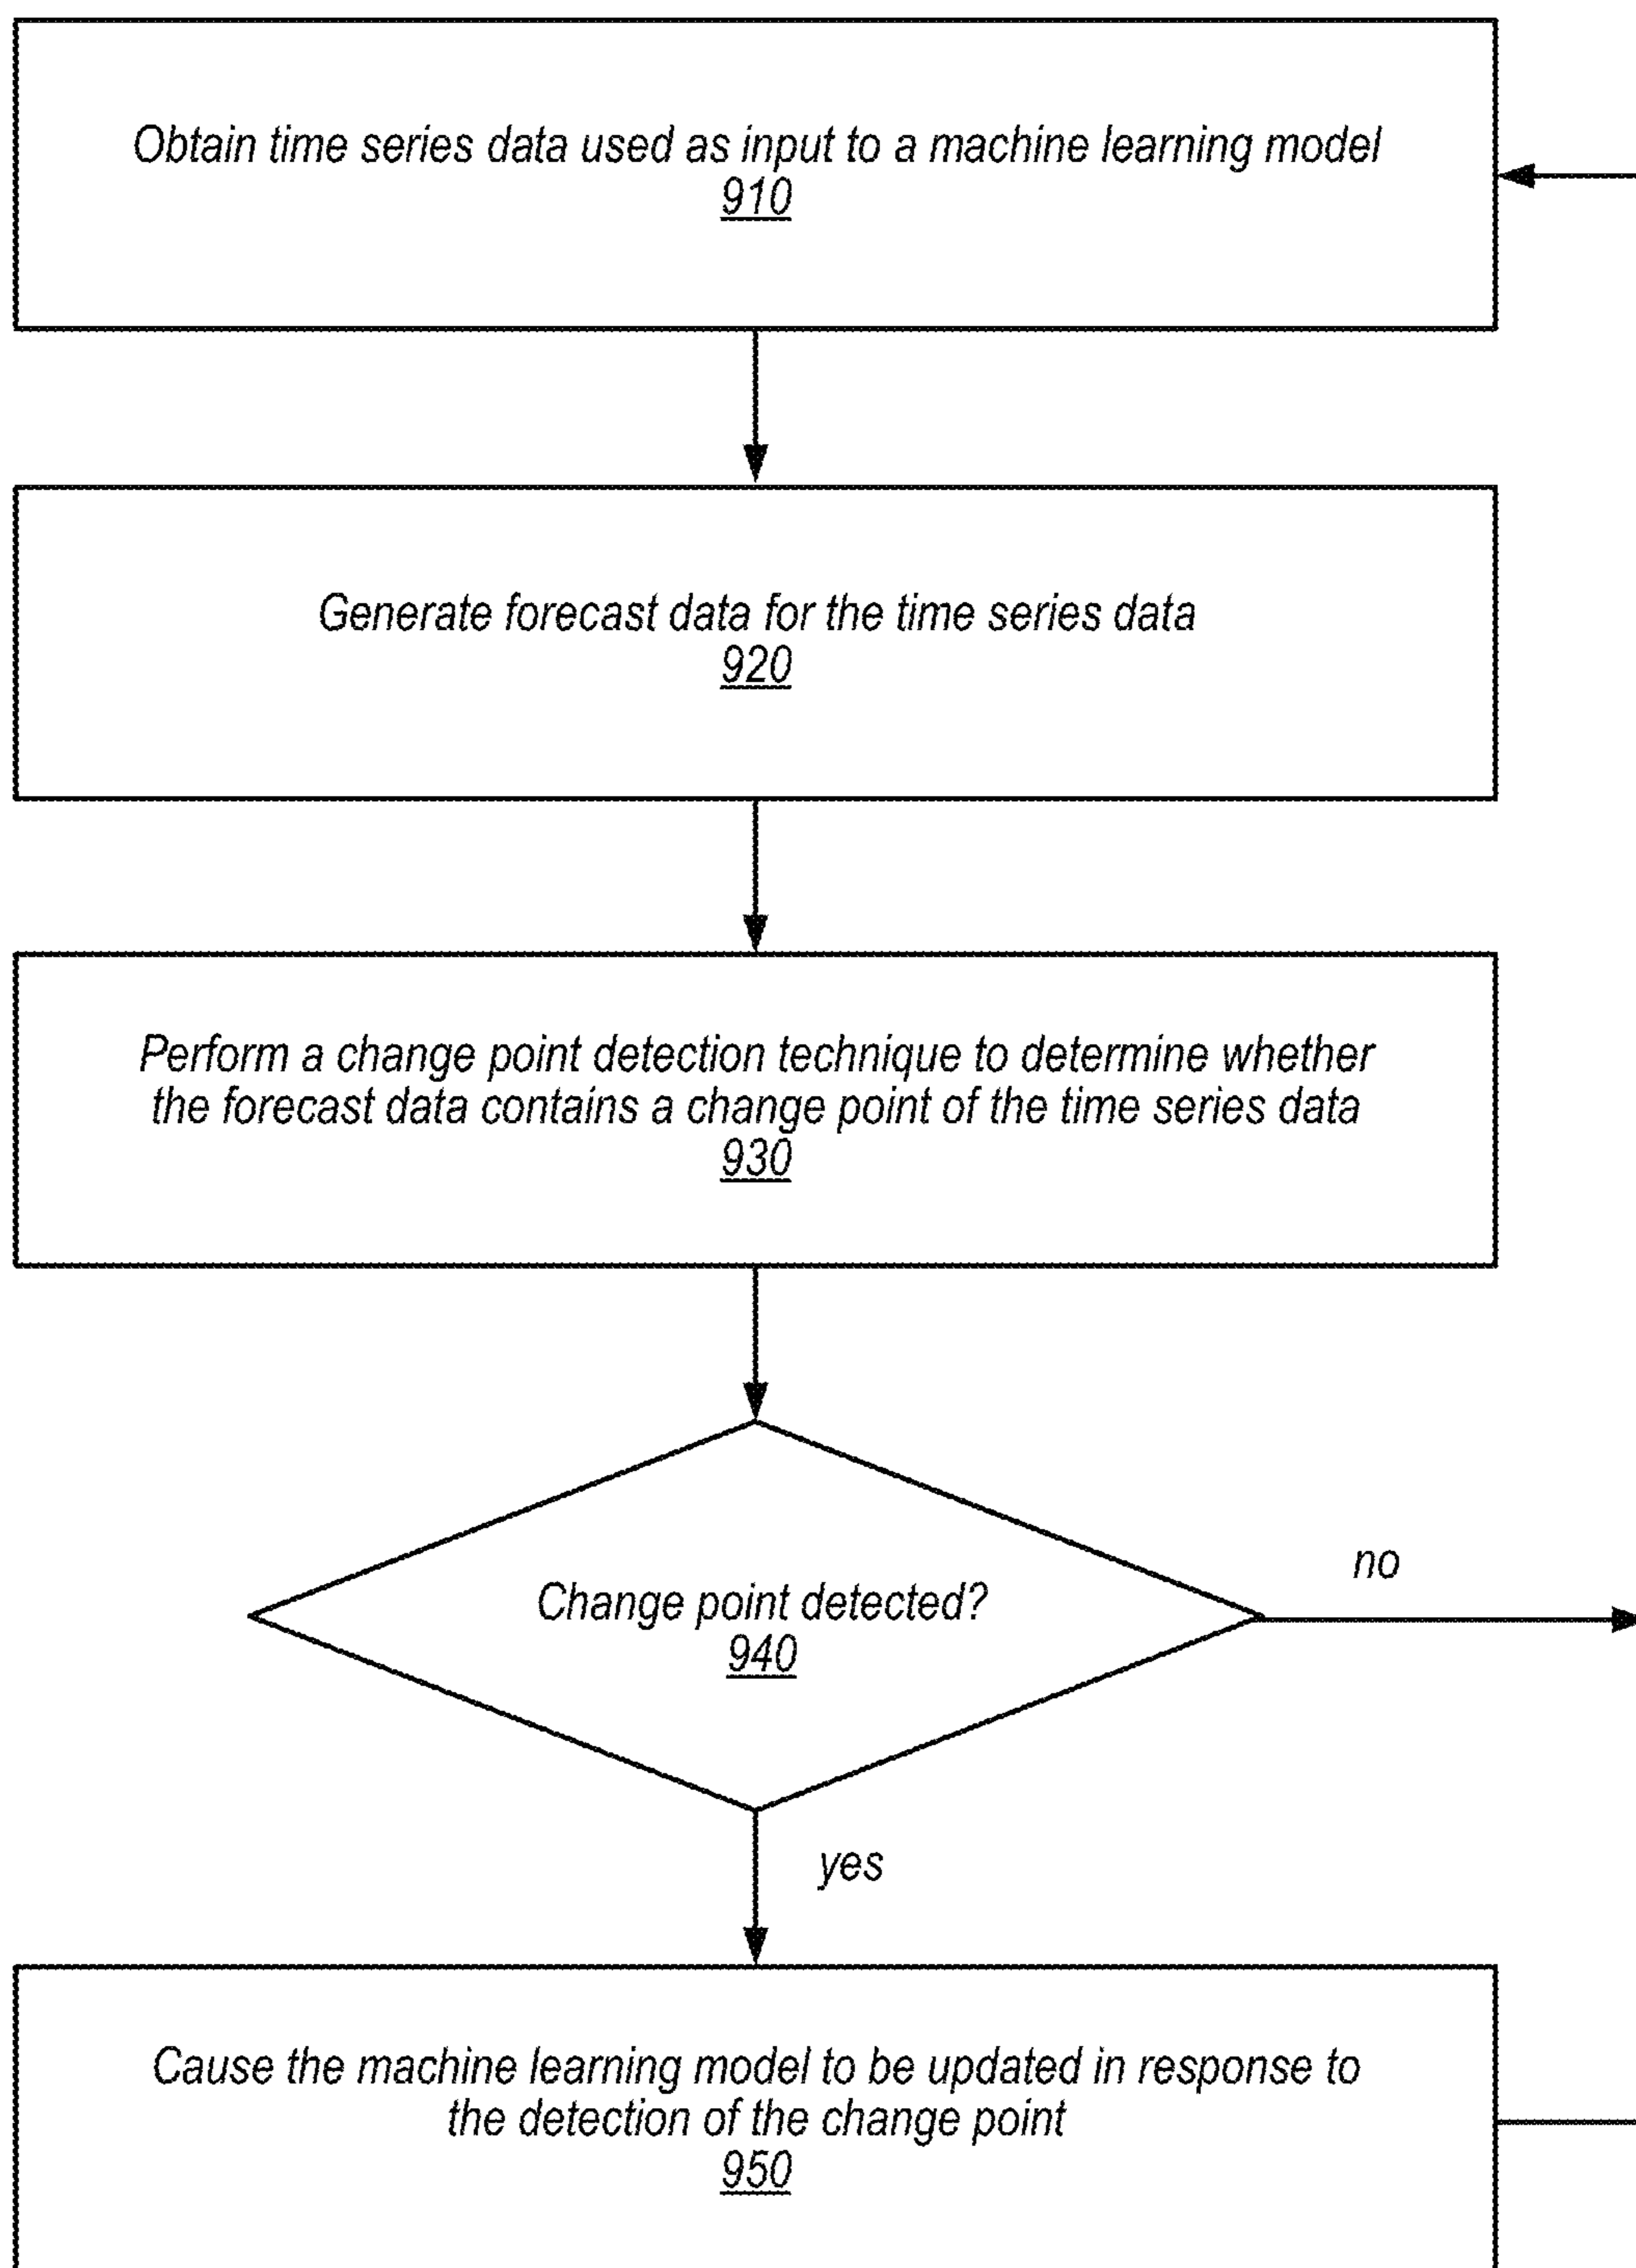 Obtain time series data used as input to a machine learning model
910
Generate forecast data for the time series data
920
Perform a change point detection technique to determine whether
the forecast data contains a change point of the time series data
930
Change point detected?
940
no
yes
Cause the machine learning model to be updated in response to
the detection of the change point
950